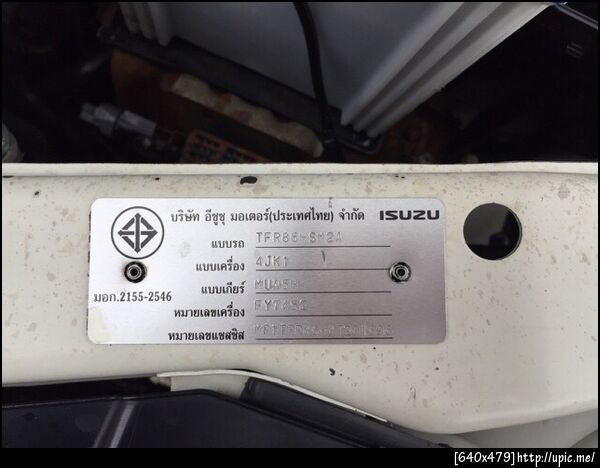 บริษัท อีซูซุ มอเตอร์(ประเทศไทย) จำกัด ISUZU
แบบรถ TFR86-SM2A
แบบเครื่อง 4JK1
แบบเกียร์
หมายเลขเครื่อง
หมายเลขแชสซิส
มอก.2155-2546
[640x479]http://upic.me/